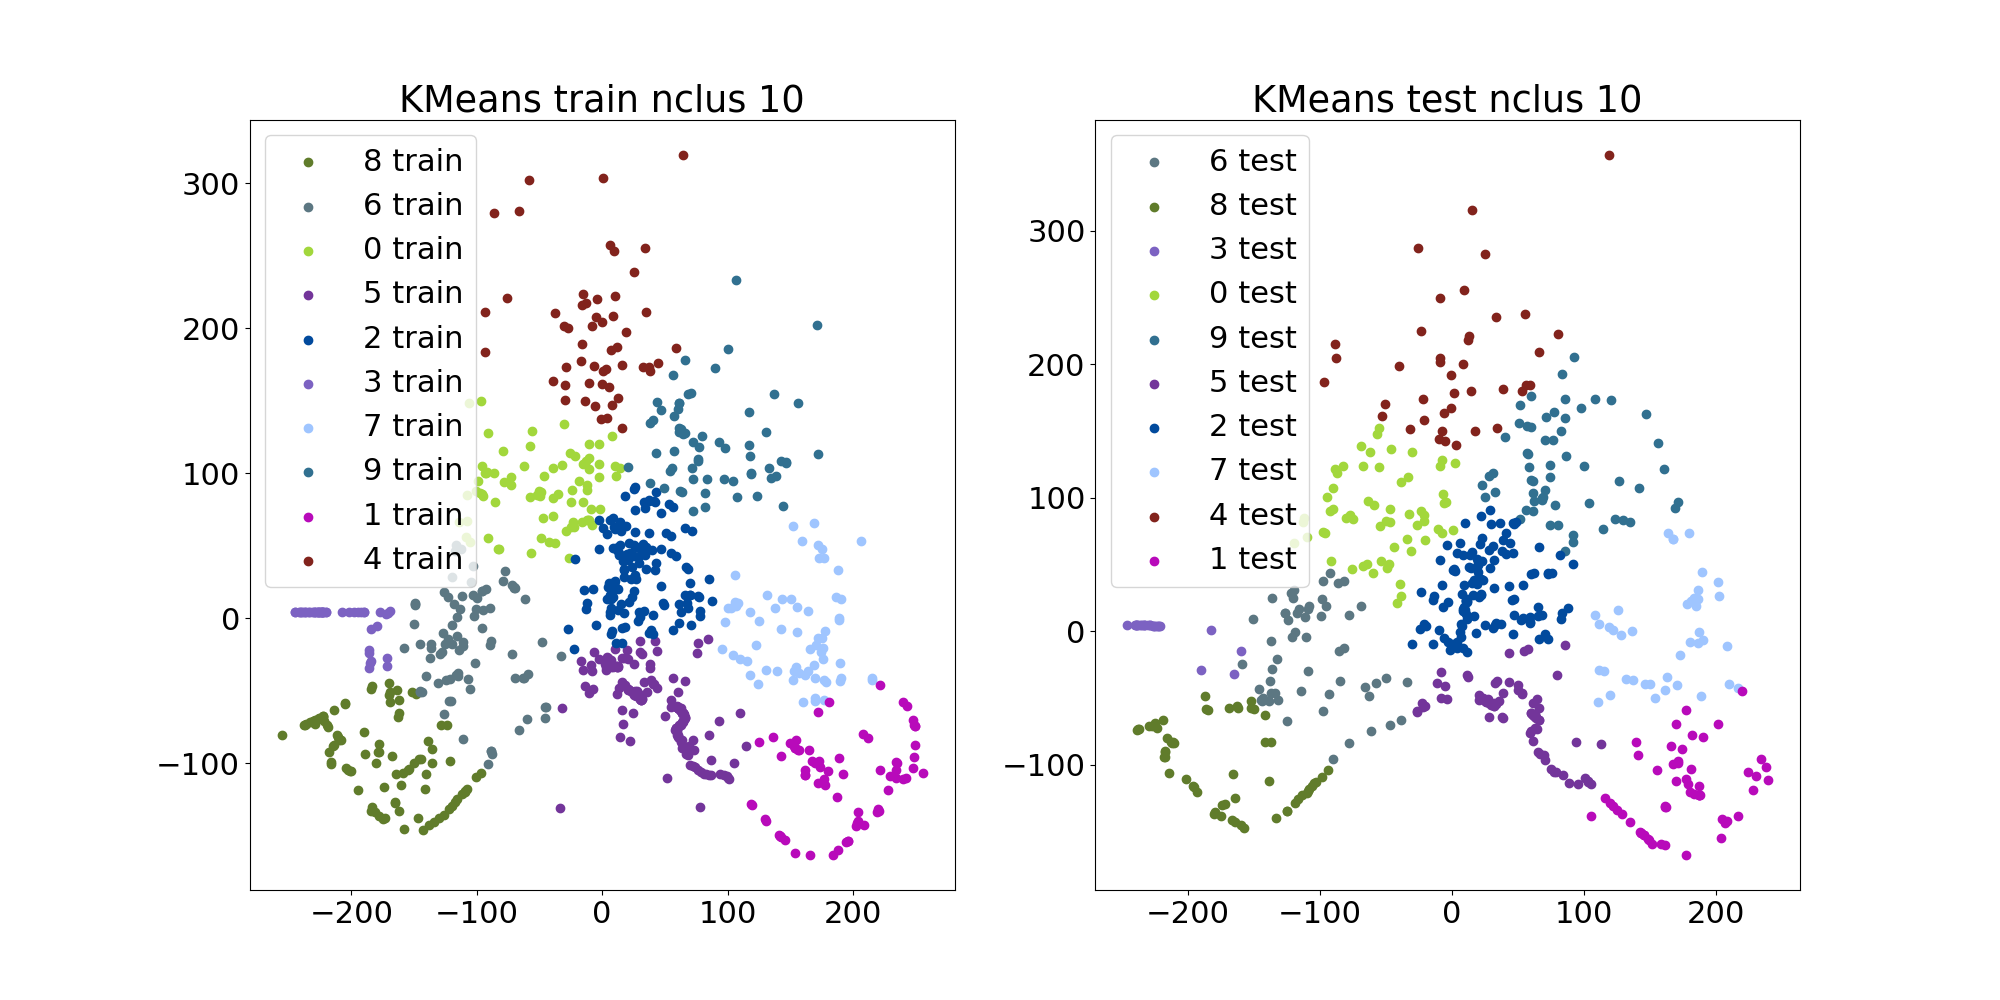 KMeans train nclus 10
300
200
100
0
−100
−200
−100
0
100
200
8 train
6 train
0 train
5 train
2 train
3 train
7 train
9 train
1 train
4 train
KMeans test nclus 10
300
200
100
0
−100
−200
−100
0
100
200
6 test
8 test
3 test
0 test
9 test
5 test
2 test
7 test
4 test
1 test